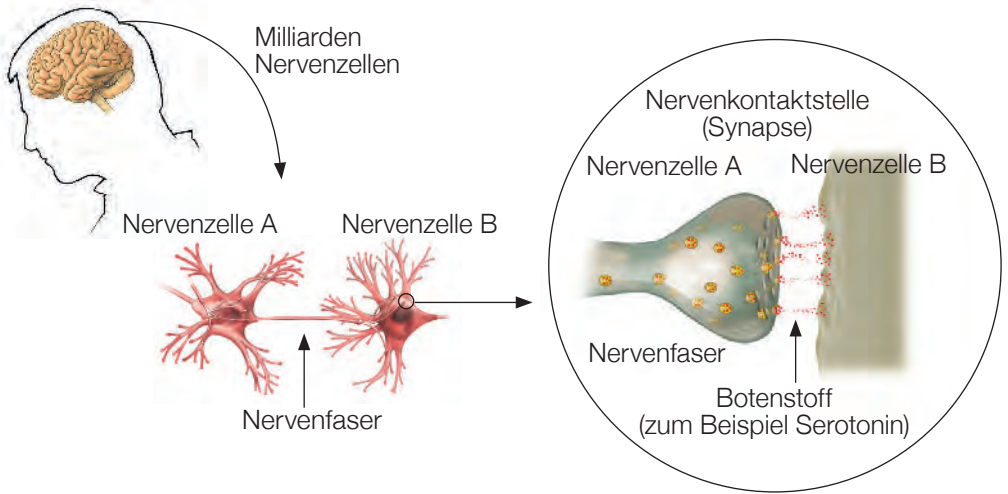 Milliarden
Nervenzellen
Nervenzelle A
Nervenzelle B
Nervenfaser
Nervenkontaktstelle
(Synapse)
Nervenzelle A
Nervenzelle B
Nervenfaser
Botenstoff
(zum Beispiel Serotonin)